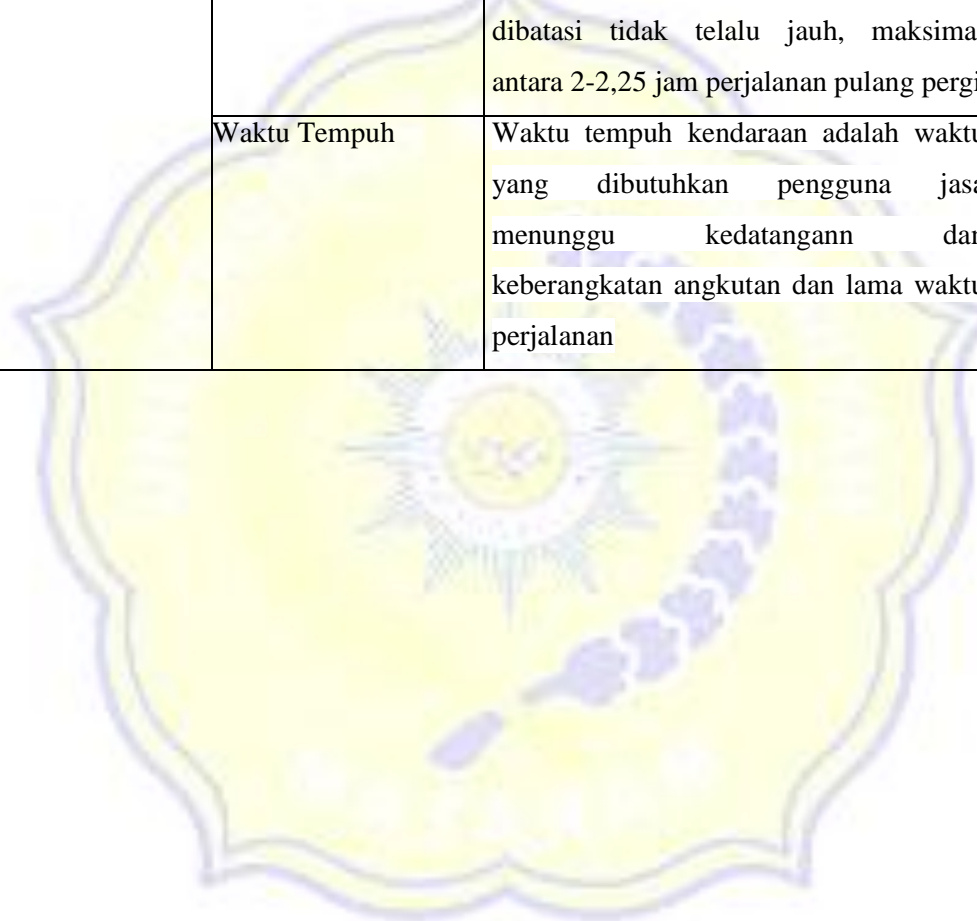 dibatasi tidak telalu jauh, maksima
antara 2-2,25 jam perjalanan pulang pergi
Waktu Tempuh
Waktu tempuh kendaraan adalah waktu
yang dibutuhkan pengguna jasa
menunggu kedatangann dan
keberangkatan angkutan dan lama waktu
perjalanan